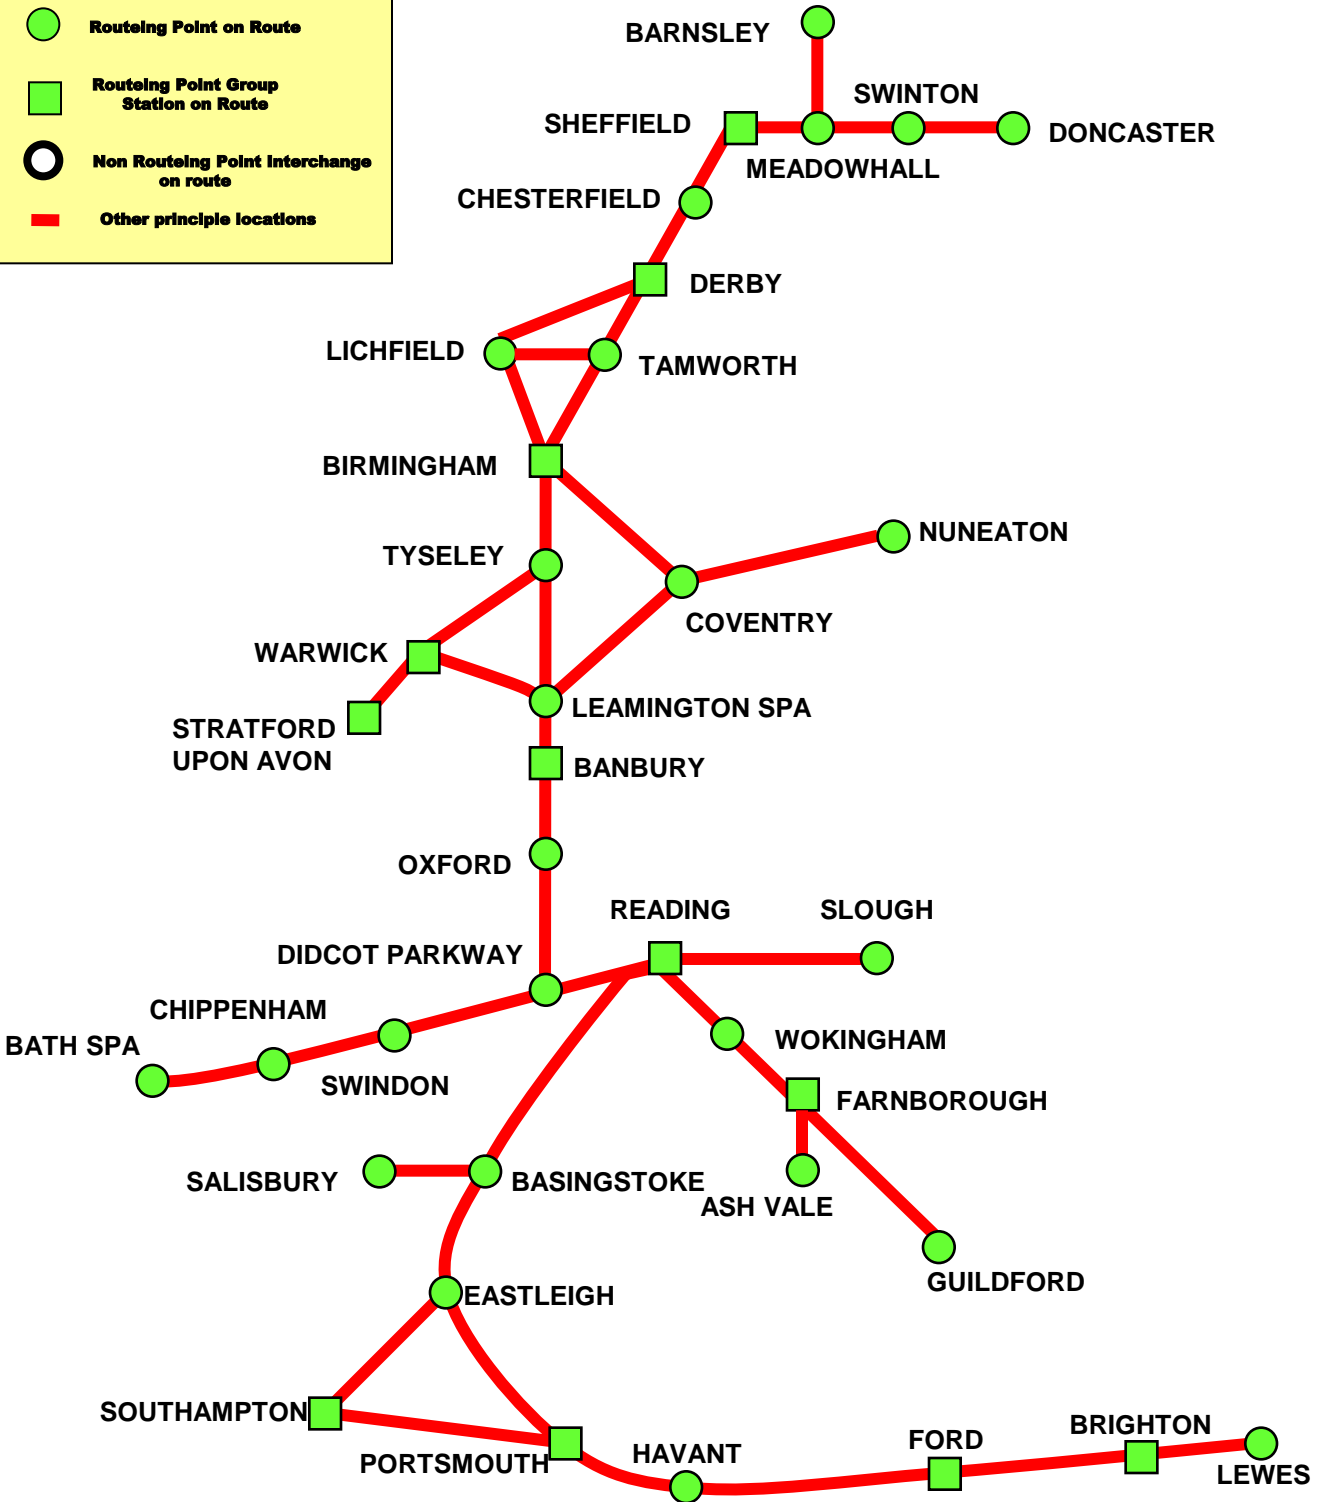 Routeing Point on Route
Routeing Point Group
Station on Route
Non Routeing Point Interchange
on route
Other principle locations
BARNSLEY
SWINTON
SHEFFIELD
DONCASTER
MEADOWHALL
CHESTERFIELD
DERBY
LICHFIELD
TAMWORTH
BIRMINGHAM
NUNEATON
TYSELEY
COVENTRY
WARWICK
LEAMINGTON SPA
STRATFORD
UPON AVON
BANBURY
OXFORD
READING
SLOUGH
DIDCOT PARKWAY
CHIPPENHAM
WOKINGHAM
BATH SPA
SWINDON
FARNBOROUGH
SALISBURY
BASINGSTOKE
ASH VALE
GUILDFORD
EASTLEIGH
SOUTHAMPTON
BRIGHTON
FORD
HAVANT
PORTSMOUTH
LEWES